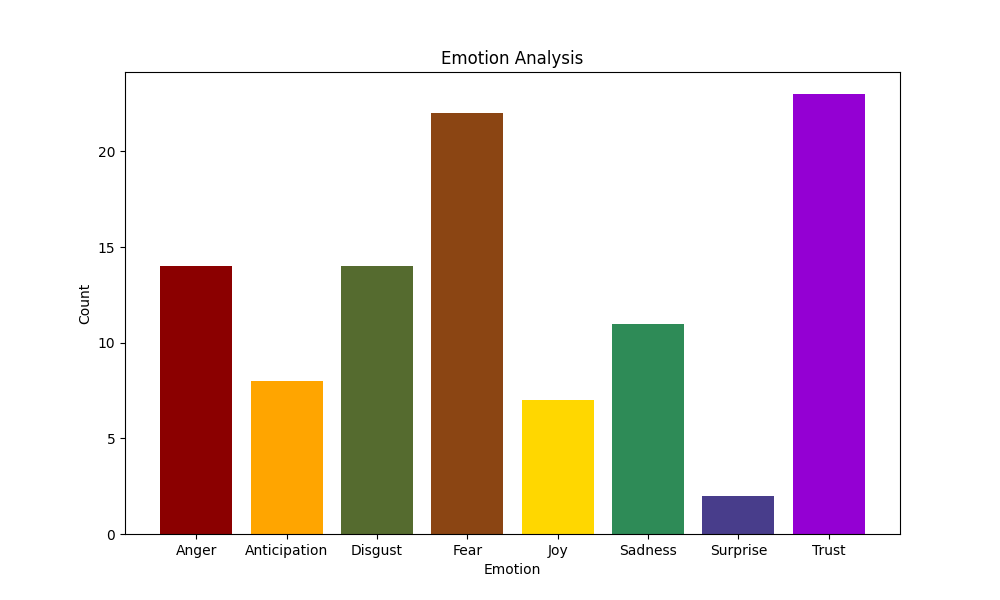 Emotion Analysis
Count
20
15
10
5
0
Anger Anticipation Disgust Fear Joy Sadness Surprise Trust
Emotion